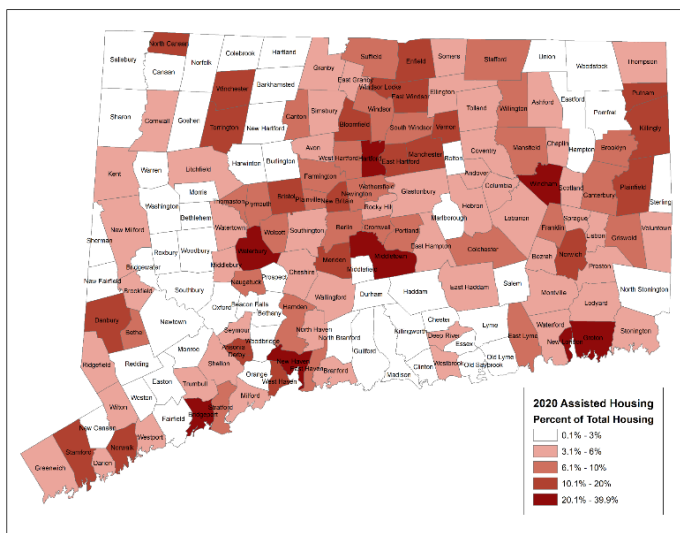 North Canaan
Colebrook
Hartland
Salisbury
Norfolk
Canaan
Suffield
Enfield
Somers
Stafford
Union
Woodstock
Thompson
Granby
East Granby
Winchester
Barkhamsted
Windsor Locks
East Windsor
Ellington
Willington
Ashford
Eastford
Putnam
Sharon
Cornwall
Goshen
Torrington
New Hartford
Canton
Simsbury
Bloomfield
Windsor
South Windsor
Vernon
Tolland
Pomfret
Killingly
Avon
West Hartford
Hartford
East Hartford
Manchester
Bolton
Coventry
Mansfield
Chaplin
Hampton
Brooklyn
Kent
Warren
Litchfield
Harwinton
Burlington
Farmington
Wethersfield
Newington
Glastonbury
Andover
Columbia
Windham
Scotland
Canterbury
Plainfield
Sterling
Morris
Washington
Bethlehem
Thomaston
Plymouth
Bristol
Plainville
New Britain
Rocky Hill
Hebron
Lebanon
Sprague
Franklin
Lisbon
Griswold
Voluntown
New Milford
Sherman
Roxbury
Woodbury
Watertown
Wolcott
Southington
Berlin
Cromwell
Portland
Marlborough
East Hampton
Colchester
Bozrah
Norwich
Preston
Bridgewater
Waterbury
Middlebury
Naugatuck
Prospect
Cheshire
Meriden
Middlefield
Middletown
New Fairfield
Brookfield
Southbury
Oxford
Beacon Falls
Bethany
Wallingford
Durham
Haddam
East Haddam
Salem
Montville
Ledyard
North Stonington
Danbury
Bethel
Newtown
Seymour
Woodbridge
Hamden
North Haven
North Branford
Guilford
Killingworth
Chester
Deep River
Essex
Lyme
East Lyme
Waterford
New London
Groton
Stonington
Ridgefield
Redding
Monroe
Ansonia
Derby
Shelton
Orange
New Haven
East Haven
West Haven
Branford
Madison
Clinton
Westbrook
Old Saybrook
Old Lyme
Easton
Trumbull
Weston
Wilton
Stratford
Milford
Fairfield
Bridgeport
New Canaan
Westport
Norwalk
Stamford
Darien
Greenwich
2020 Assisted Housing
Percent of Total Housing
0.1% - 3%
3.1% - 6%
6.1% - 10%
10.1% - 20%
20.1% - 39.9%